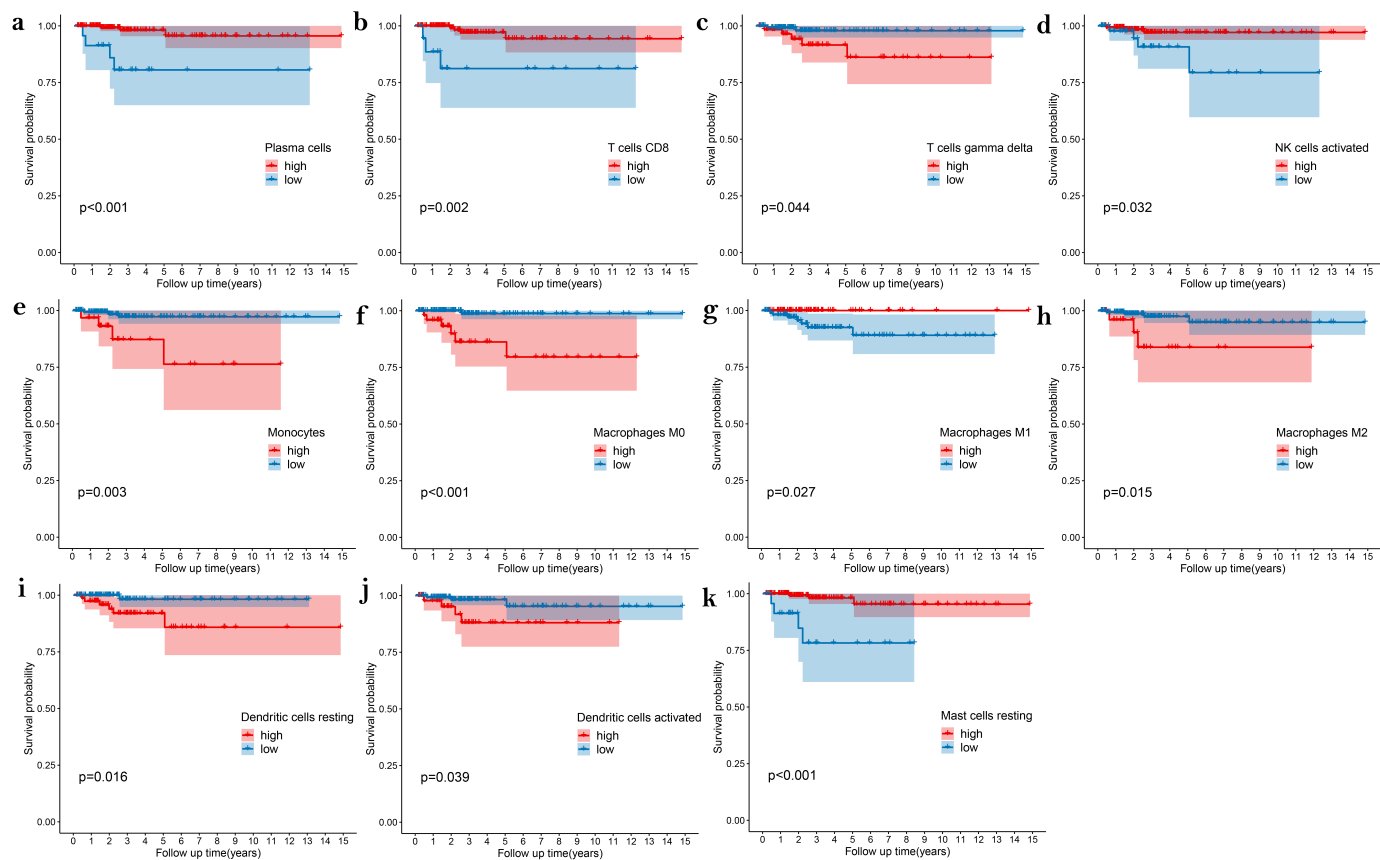 a
Survival probability
1.00
0.75
0.50
0.25
0.00
Plasma cells
high
low
p<0.001
0 1 2 3 4 5 6 7 8 9 10 11 12 13 14 15
Follow up time(years)
b
Survival probability
1.00
0.75
0.50
0.25
0.00
T cells CD8
high
low
p=0.002
0 1 2 3 4 5 6 7 8 9 10 11 12 13 14 15
Follow up time(years)
c
Survival probability
1.00
0.75
0.50
0.25
0.00
T cells gamma delta
high
low
p=0.044
0 1 2 3 4 5 6 7 8 9 10 11 12 13 14 15
Follow up time(years)
d
Survival probability
1.00
0.75
0.50
0.25
0.00
NK cells activated
high
low
p=0.032
0 1 2 3 4 5 6 7 8 9 10 11 12 13 14 15
Follow up time(years)
e
Survival probability
1.00
0.75
0.50
0.25
0.00
Monocytes
high
low
p=0.003
0 1 2 3 4 5 6 7 8 9 10 11 12 13 14 15
Follow up time(years)
f
Survival probability
1.00
0.75
0.50
0.25
0.00
Macrophages M0
high
low
p<0.001
0 1 2 3 4 5 6 7 8 9 10 11 12 13 14 15
Follow up time(years)
g
Survival probability
1.00
0.75
0.50
0.25
0.00
Macrophages M1
high
low
p=0.027
0 1 2 3 4 5 6 7 8 9 10 11 12 13 14 15
Follow up time(years)
h
Survival probability
1.00
0.75
0.50
0.25
0.00
Macrophages M2
high
low
p=0.015
0 1 2 3 4 5 6 7 8 9 10 11 12 13 14 15
Follow up time(years)
i
Survival probability
1.00
0.75
0.50
0.25
0.00
Dendritic cells resting
high
low
p=0.016
0 1 2 3 4 5 6 7 8 9 10 11 12 13 14 15
Follow up time(years)
j
Survival probability
1.00
0.75
0.50
0.25
0.00
Dendritic cells activated
high
low
p=0.039
0 1 2 3 4 5 6 7 8 9 10 11 12 13 14 15
Follow up time(years)
k
Survival probability
1.00
0.75
0.50
0.25
0.00
Mast cells resting
high
low
p<0.001
0 1 2 3 4 5 6 7 8 9 10 11 12 13 14 15
Follow up time(years)